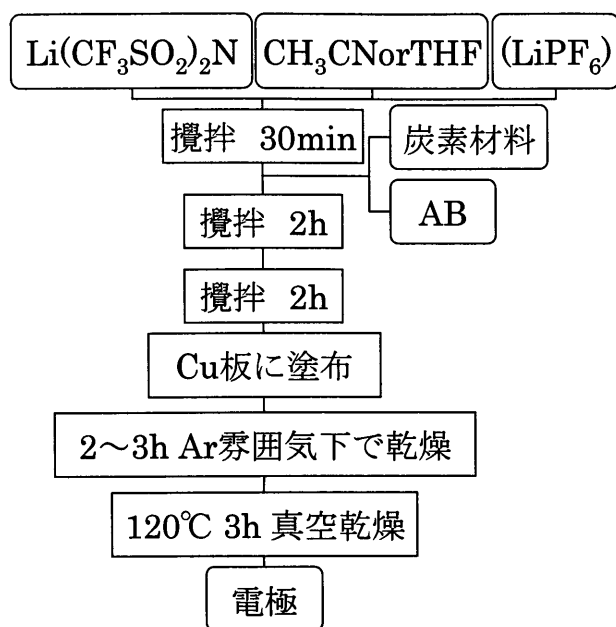 Li(CF₃SO₂)₂N CH₃CNorTHF (LiPF₆)
攪拌 30min
炭素材料
AB
攪拌 2h
攪拌 2h
Cu板に塗布
2～3h Ar雰囲気下で乾燥
120℃ 3h 真空乾燥
電極